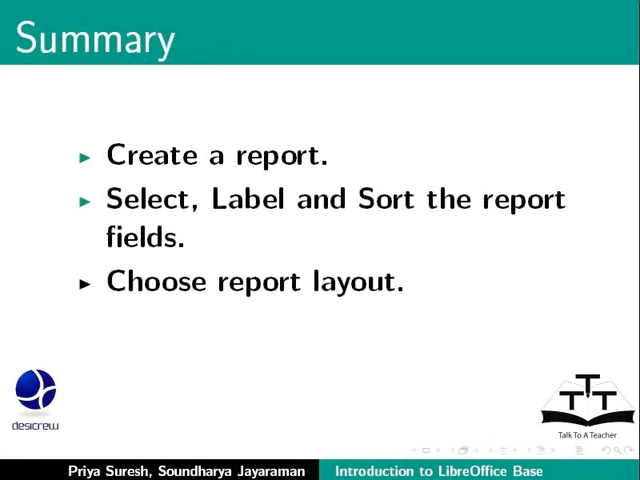 Summary
Create a report.
Select, Label and Sort the report
fields.
Choose report layout.
desicrew
TTT
Talk To A Teacher
Priya Suresh, Soundharya Jayaraman Introduction to LibreOffice Base